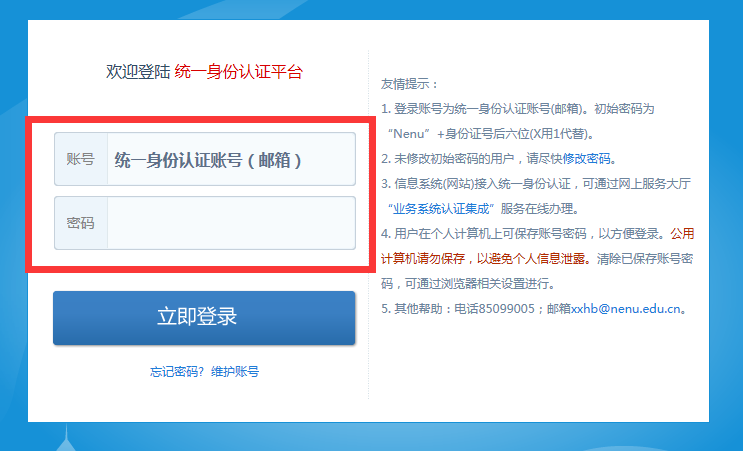 欢迎登陆 统一身份认证平台
账号 统一身份认证账号（邮箱）
密码
立即登录
忘记密码? 维护账号
友情提示：
1. 登录账号为统一身份认证账号(邮箱)。初始密码为
“Nenu”+身份证号后六位(X用1代替)。
2. 未修改初始密码的用户，请尽快修改密码。
3. 信息系统(网站)接入统一身份认证，可通过网上服务大厅
“业务系统认证集成”服务在线办理。
4. 用户在个人计算机上可保存账号密码，以方便登录。公用
计算机请勿保存，以避免个人信息泄露。清除已保存账号密
码，可通过浏览器相关设置进行。
5. 其他帮助：电话85099005；邮箱xxhb@nenu.edu.cn。